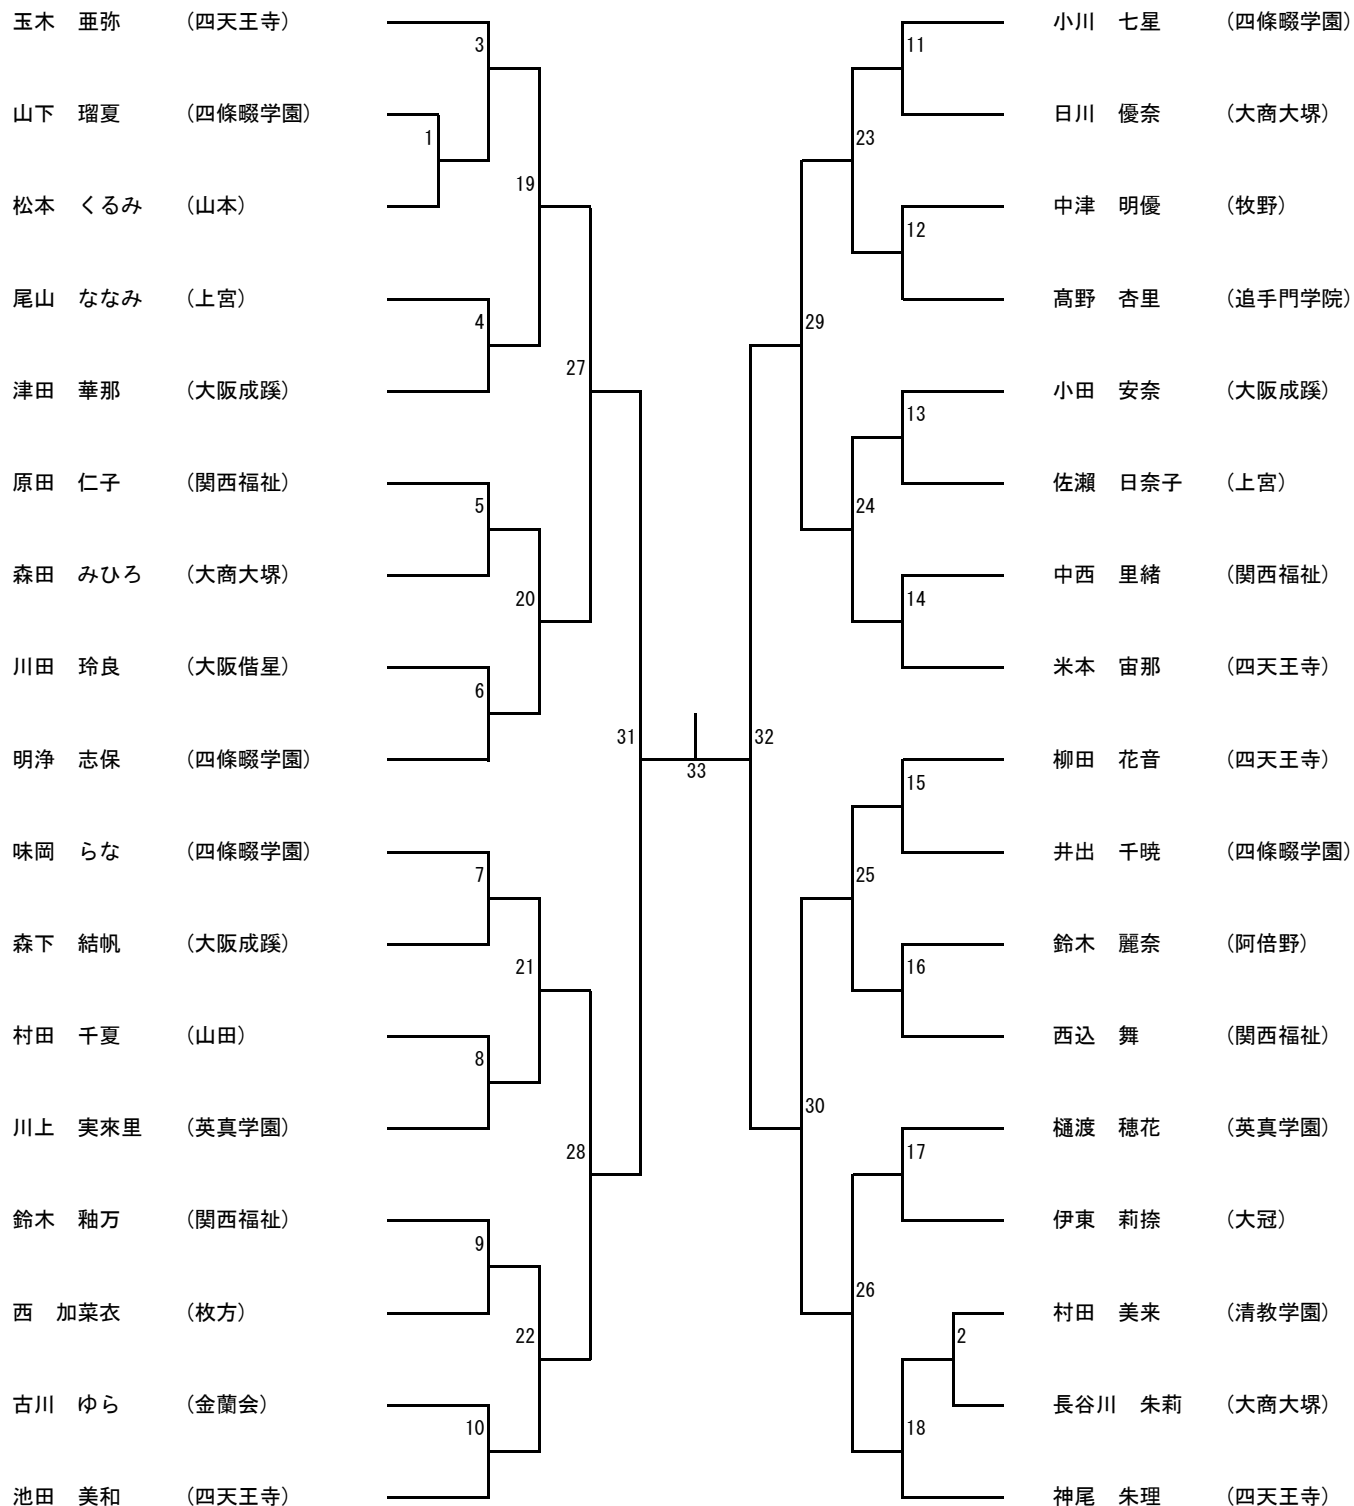 玉木　亜弥　（四天王寺）
3
山下　瑠夏　（四條畷学園）
1
松本　くるみ　（山本）
19
尾山　ななみ　（上宮）
4
27
津田　華那　（大阪成蹊）
原田　仁子　（関西福祉）
5
森田　みひろ　（大商大堺）
20
川田　玲良　（大阪偕星）
6
31
明浄　志保　（四條畷学園）
33
味岡　らな　（四條畷学園）
7
森下　結帆　（大阪成蹊）
21
村田　千夏　（山田）
8
川上　実來里　（英真学園）
28
鈴木　釉万　（関西福祉）
9
西　加菜衣　（枚方）
22
古川　ゆら　（金蘭会）
10
池田　美和　（四天王寺）
小川　七星　（四條畷学園）
11
日川　優奈　（大商大堺）
23
中津　明優　（牧野）
12
髙野　杏里　（追手門学院）
29
小田　安奈　（大阪成蹊）
13
佐瀨　日奈子　（上宮）
24
中西　里緒　（関西福祉）
14
米本　宙那　（四天王寺）
32
柳田　花音　（四天王寺）
15
井出　千暁　（四條畷学園）
25
鈴木　麗奈　（阿倍野）
16
西込　舞　（関西福祉）
30
樋渡　穂花　（英真学園）
17
伊東　莉捺　（大冠）
26
村田　美来　（清教学園）
2
長谷川　朱莉　（大商大堺）
18
神尾　朱理　（四天王寺）